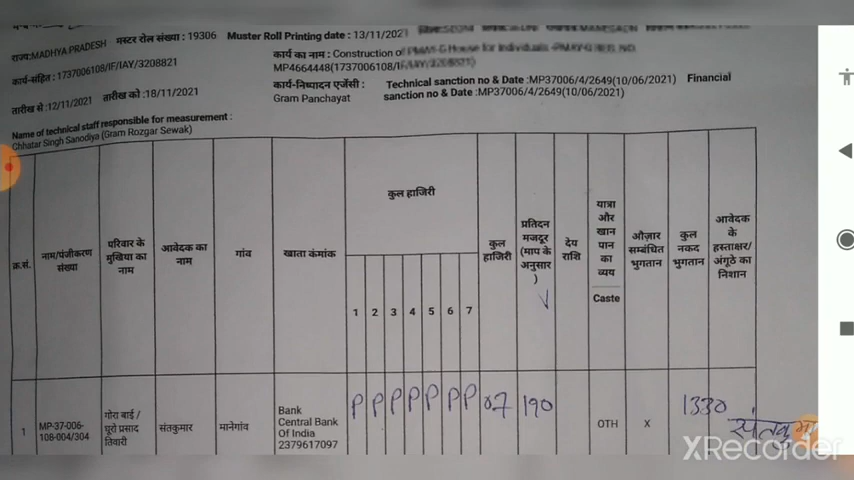 राज्य:MADHYA PRADESH मस्टर रोल संख्या : 19306 Muster Roll Printing date : 13/11/2021
कार्य का नाम : Construction of
कार्य-संहित : 1737006108/IF/IAY/3208821 MP4664448(1737006108/
कार्य-निष्पादन एजेंसी : Technical sanction no & Date :MP37006/4/2649(10/06/2021) Financial
तारीख से :12/11/2021 तारीख को :18/11/2021 Gram Panchayat sanction no & Date :MP37006/4/2649(10/06/2021)
Name of technical staff responsible for measurement :
Chhatar Singh Sanodiya (Gram Rozgar Sewak)
क्र.सं.
नाम/पंजीकरण
संख्या
परिवार के
मुखिया का
नाम
आवेदक का
नाम
गांव
खाता कंमांक
कुल हाजिरी
1 2 3 4 5 6 7
कुल
हाजिरी
प्रतिदन
मजदूर
(माप के
अनुसार
)
देय
राशि
यात्रा
और
खान
पान
का
व्यय
Caste
औज़ार
सम्बंधित
भुगतान
कुल
नकद
भुगतान
आवेदक
के
हस्ताक्षर/
अंगूठे का
निशान
1
MP-37-006-
108-004/304
गोरा बाई /
घूरो प्रसाद
तिवारी
संतकुमार
मानेगांव
Bank
Central Bank
Of India
2379617097
P P P P P P P
07
190
OTH
X
1330
संतकुमा
XRecorder